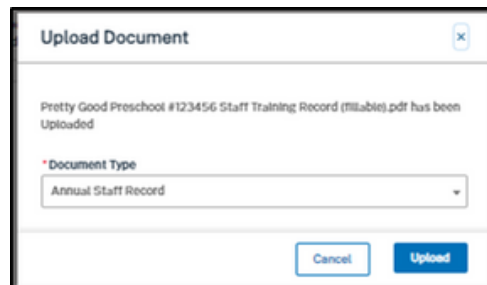 Upload Document
Pretty Good Preschool #123456 Staff Training Record (fillable).pdf has been
Uploaded
*Document Type
Annual Staff Record
Cancel
Upload